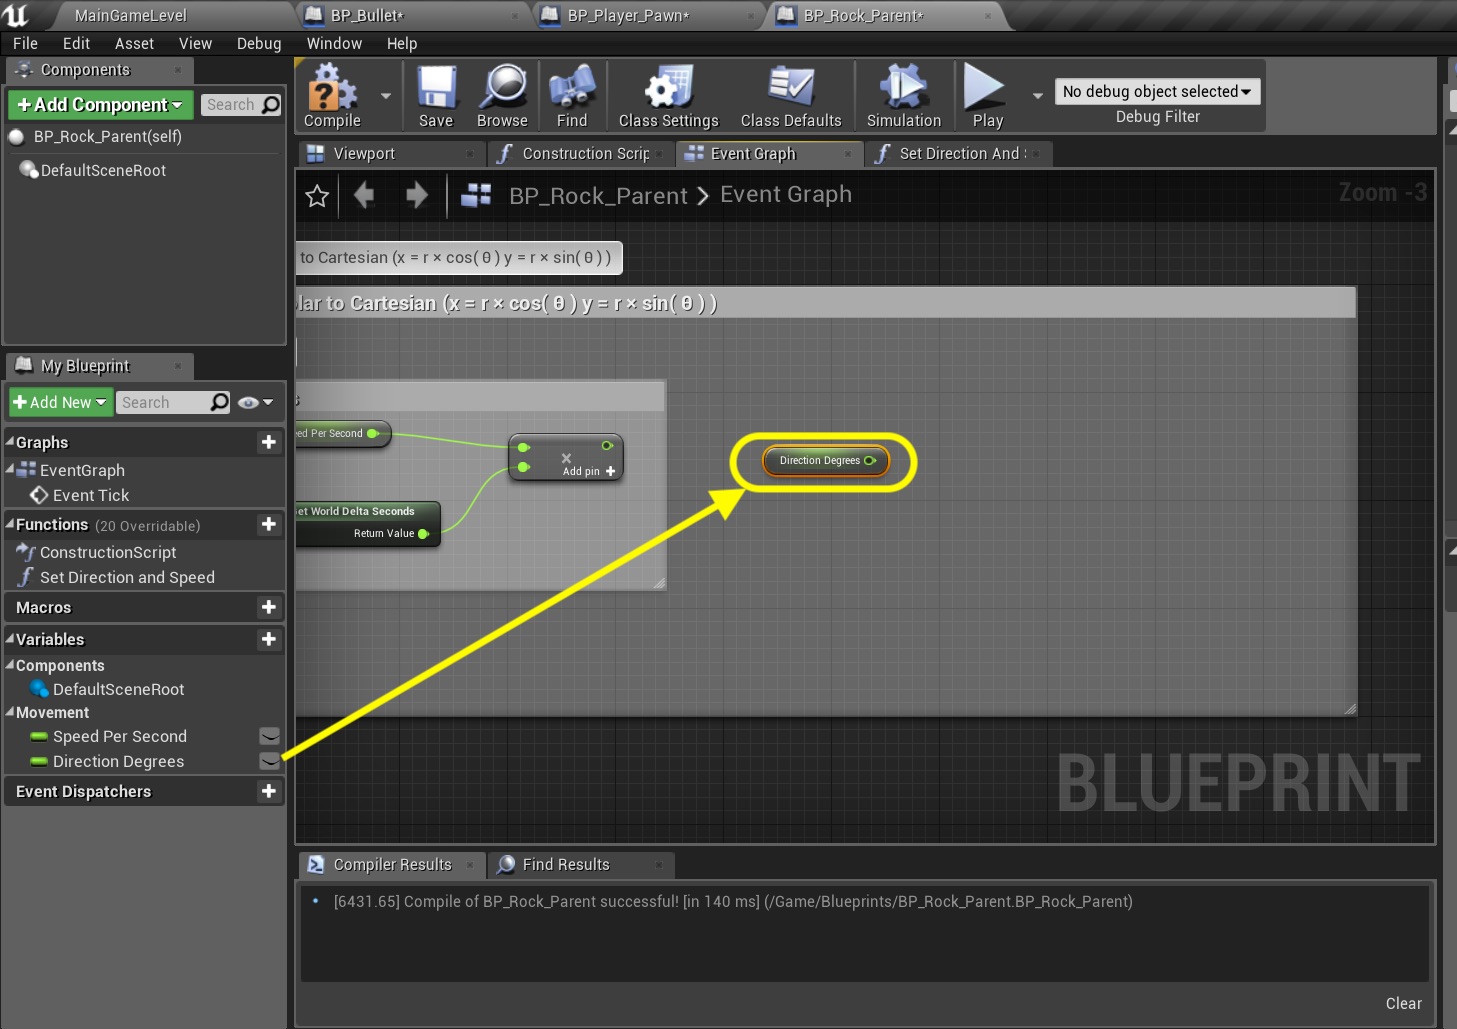 MainGameLevel
BP_Bullet*
BP_Player_Pawn*
BP_Rock_Parent*
File Edit Asset View Debug Window Help
Components
+Add Component
Search
BP_Rock_Parent(self)
DefaultSceneRoot
Compile
Save
Browse
Find
Class Settings
Class Defaults
Simulation
Play
No debug object selected
Debug Filter
Viewport
Construction Scrip
Event Graph
Set Direction And
BP_Rock_Parent > Event Graph
Zoom -3
to Cartesian (x = r × cos( θ ) y = r × sin( θ ) )
lar to Cartesian (x = r × cos( θ ) y = r × sin( θ ) )
s
ed Per Second
×
Add pin +
et World Delta Seconds
Return Value
Direction Degrees
BLUEPRINT
My Blueprint
+Add New
Search
Graphs
EventGraph
Event Tick
Functions (20 Overridable)
ConstructionScript
Set Direction and Speed
Macros
Variables
Components
DefaultSceneRoot
Movement
Speed Per Second
Direction Degrees
Event Dispatchers
Compiler Results
Find Results
• [6431.65] Compile of BP_Rock_Parent successful! [in 140 ms] (/Game/Blueprints/BP_Rock_Parent.BP_Rock_Parent)
Clear